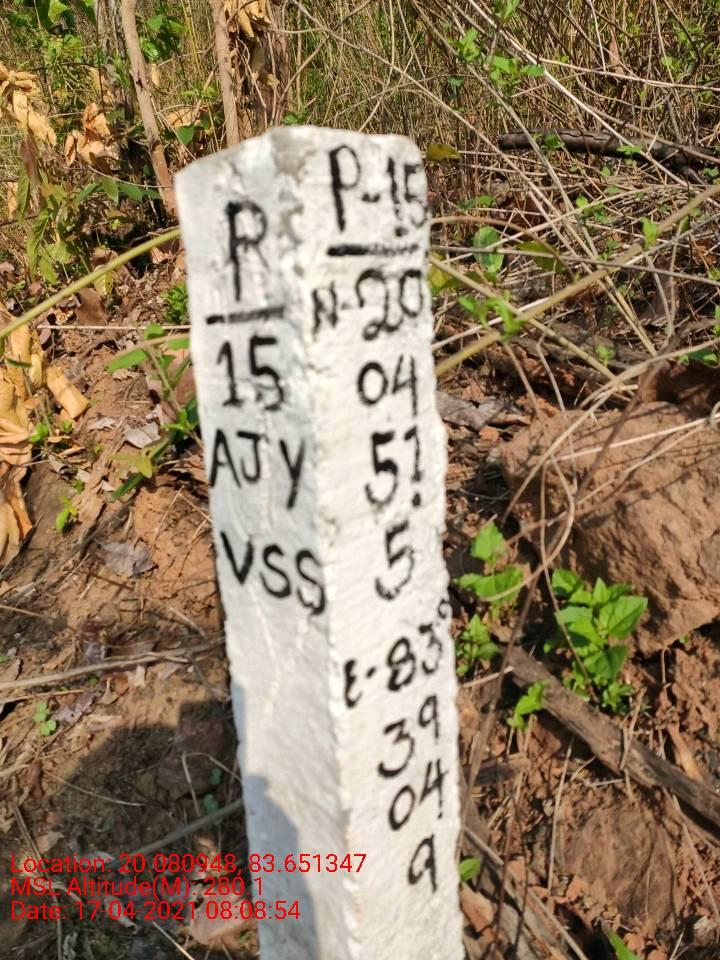 R
15
AJY
VSS
P-15
N-20
04
51.
5
E-83°
39
04.
9
Location: 20.080948, 83.651347
MSL Altitude(M): 280.1
Date: 17-04-2021 08:08:54